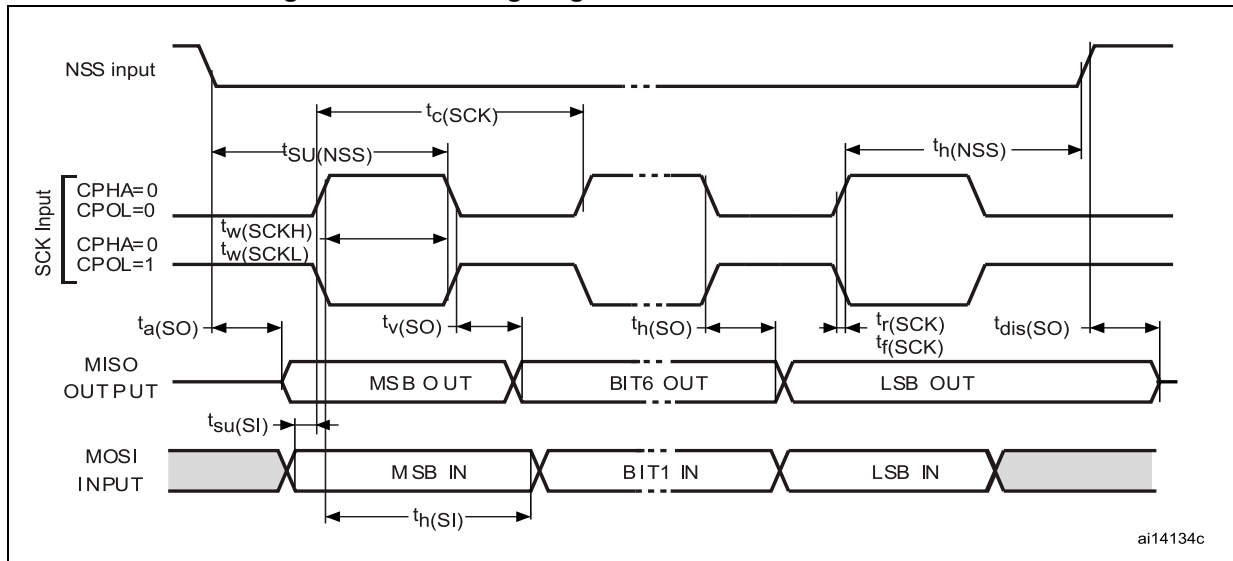 NSS input
tc(SCK)
tSU(NSS)
th(NSS)
SCK Input
CPHA=0
CPOL=0
tw(SCKH)
CPHA=0
tw(SCKL)
CPOL=1
ta(SO)
tv(SO)
th(SO)
tr(SCK)
tf(SCK)
tdis(SO)
MISO
OUTPUT
MSB OUT
BIT6 OUT
LSB OUT
tsu(SI)
MOSI
INPUT
MSB IN
BIT1 IN
LSB IN
th(SI)
ai14134c